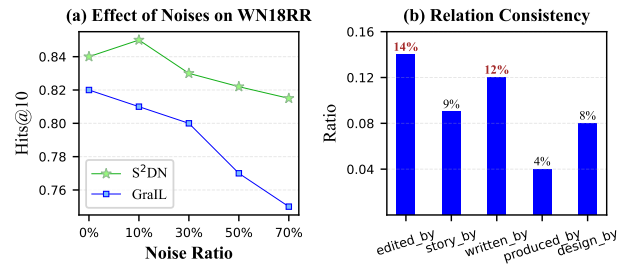 (a) Effect of Noises on WN18RR
Hits@10
0.84
0.82
0.80
0.78
0.76
S²DN
GraIL
0% 10% 30% 50% 70%
Noise Ratio
(b) Relation Consistency
Ratio
0.16
0.12
0.08
0.04
14%
9%
12%
4%
8%
edited_by story_by written_by produced_by design_by